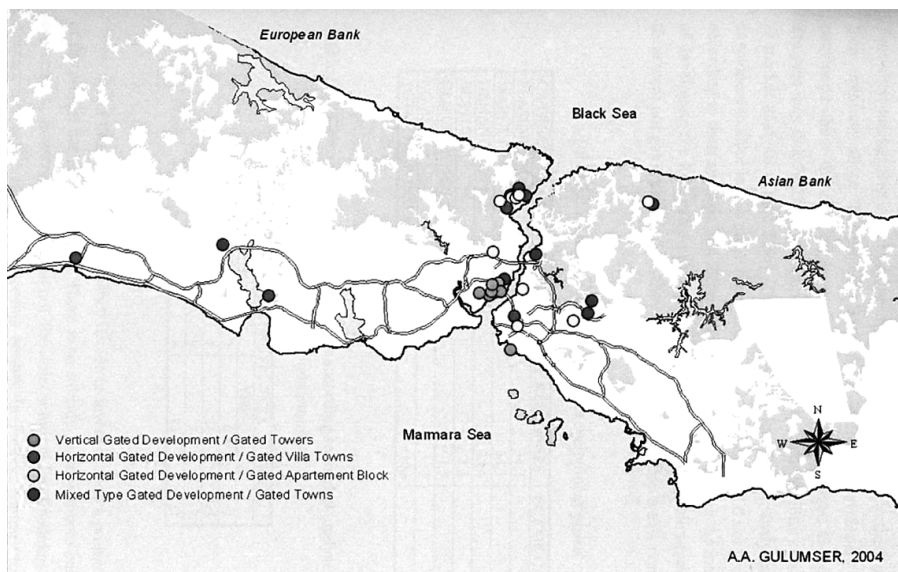 European Bank
Black Sea
Asian Bank
Marmara Sea
Vertical Gated Development / Gated Towers
Horizontal Gated Development / Gated Villa Towns
Horizontal Gated Development / Gated Apartement Block
Mixed Type Gated Development / Gated Towns
N
W E
S
A.A. GULUMSER, 2004